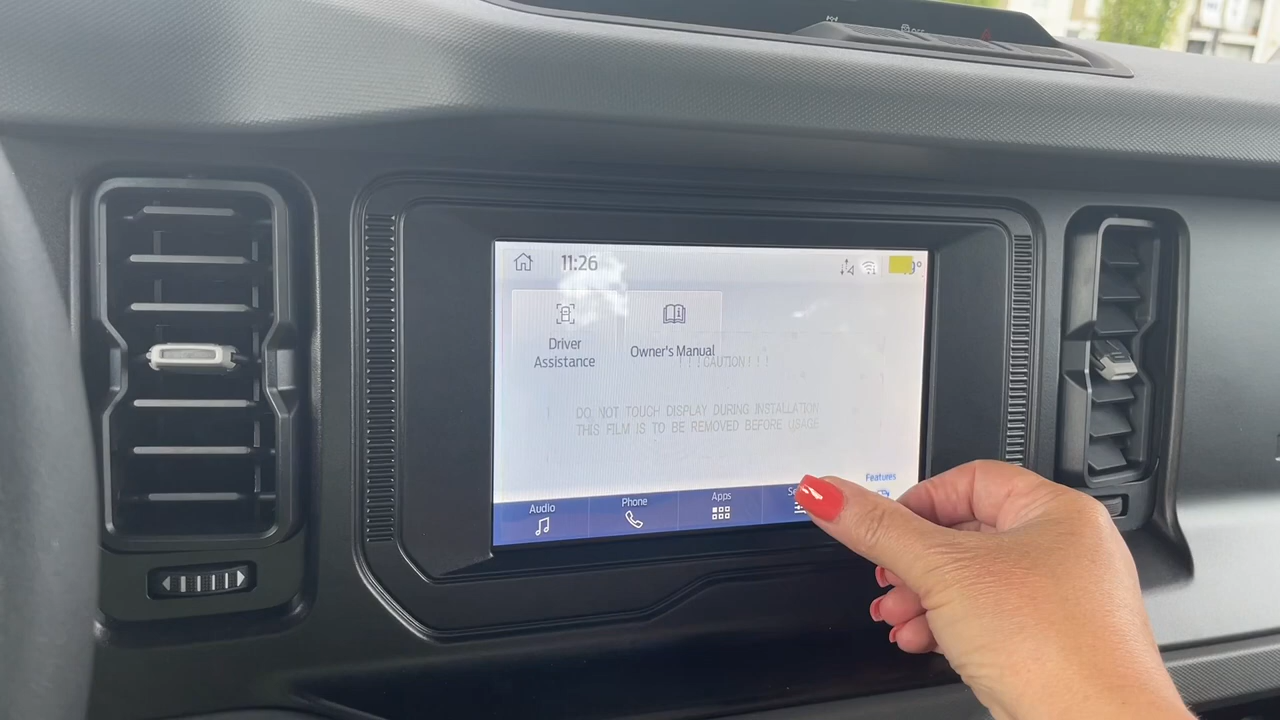 11:26
Driver
Assistance
Owner's Manual
! ! ! CAUTION ! ! !
DO NOT TOUCH DISPLAY DURING INSTALLATION
THIS FILM IS TO BE REMOVED BEFORE USAGE
Audio
Phone
Apps
Features